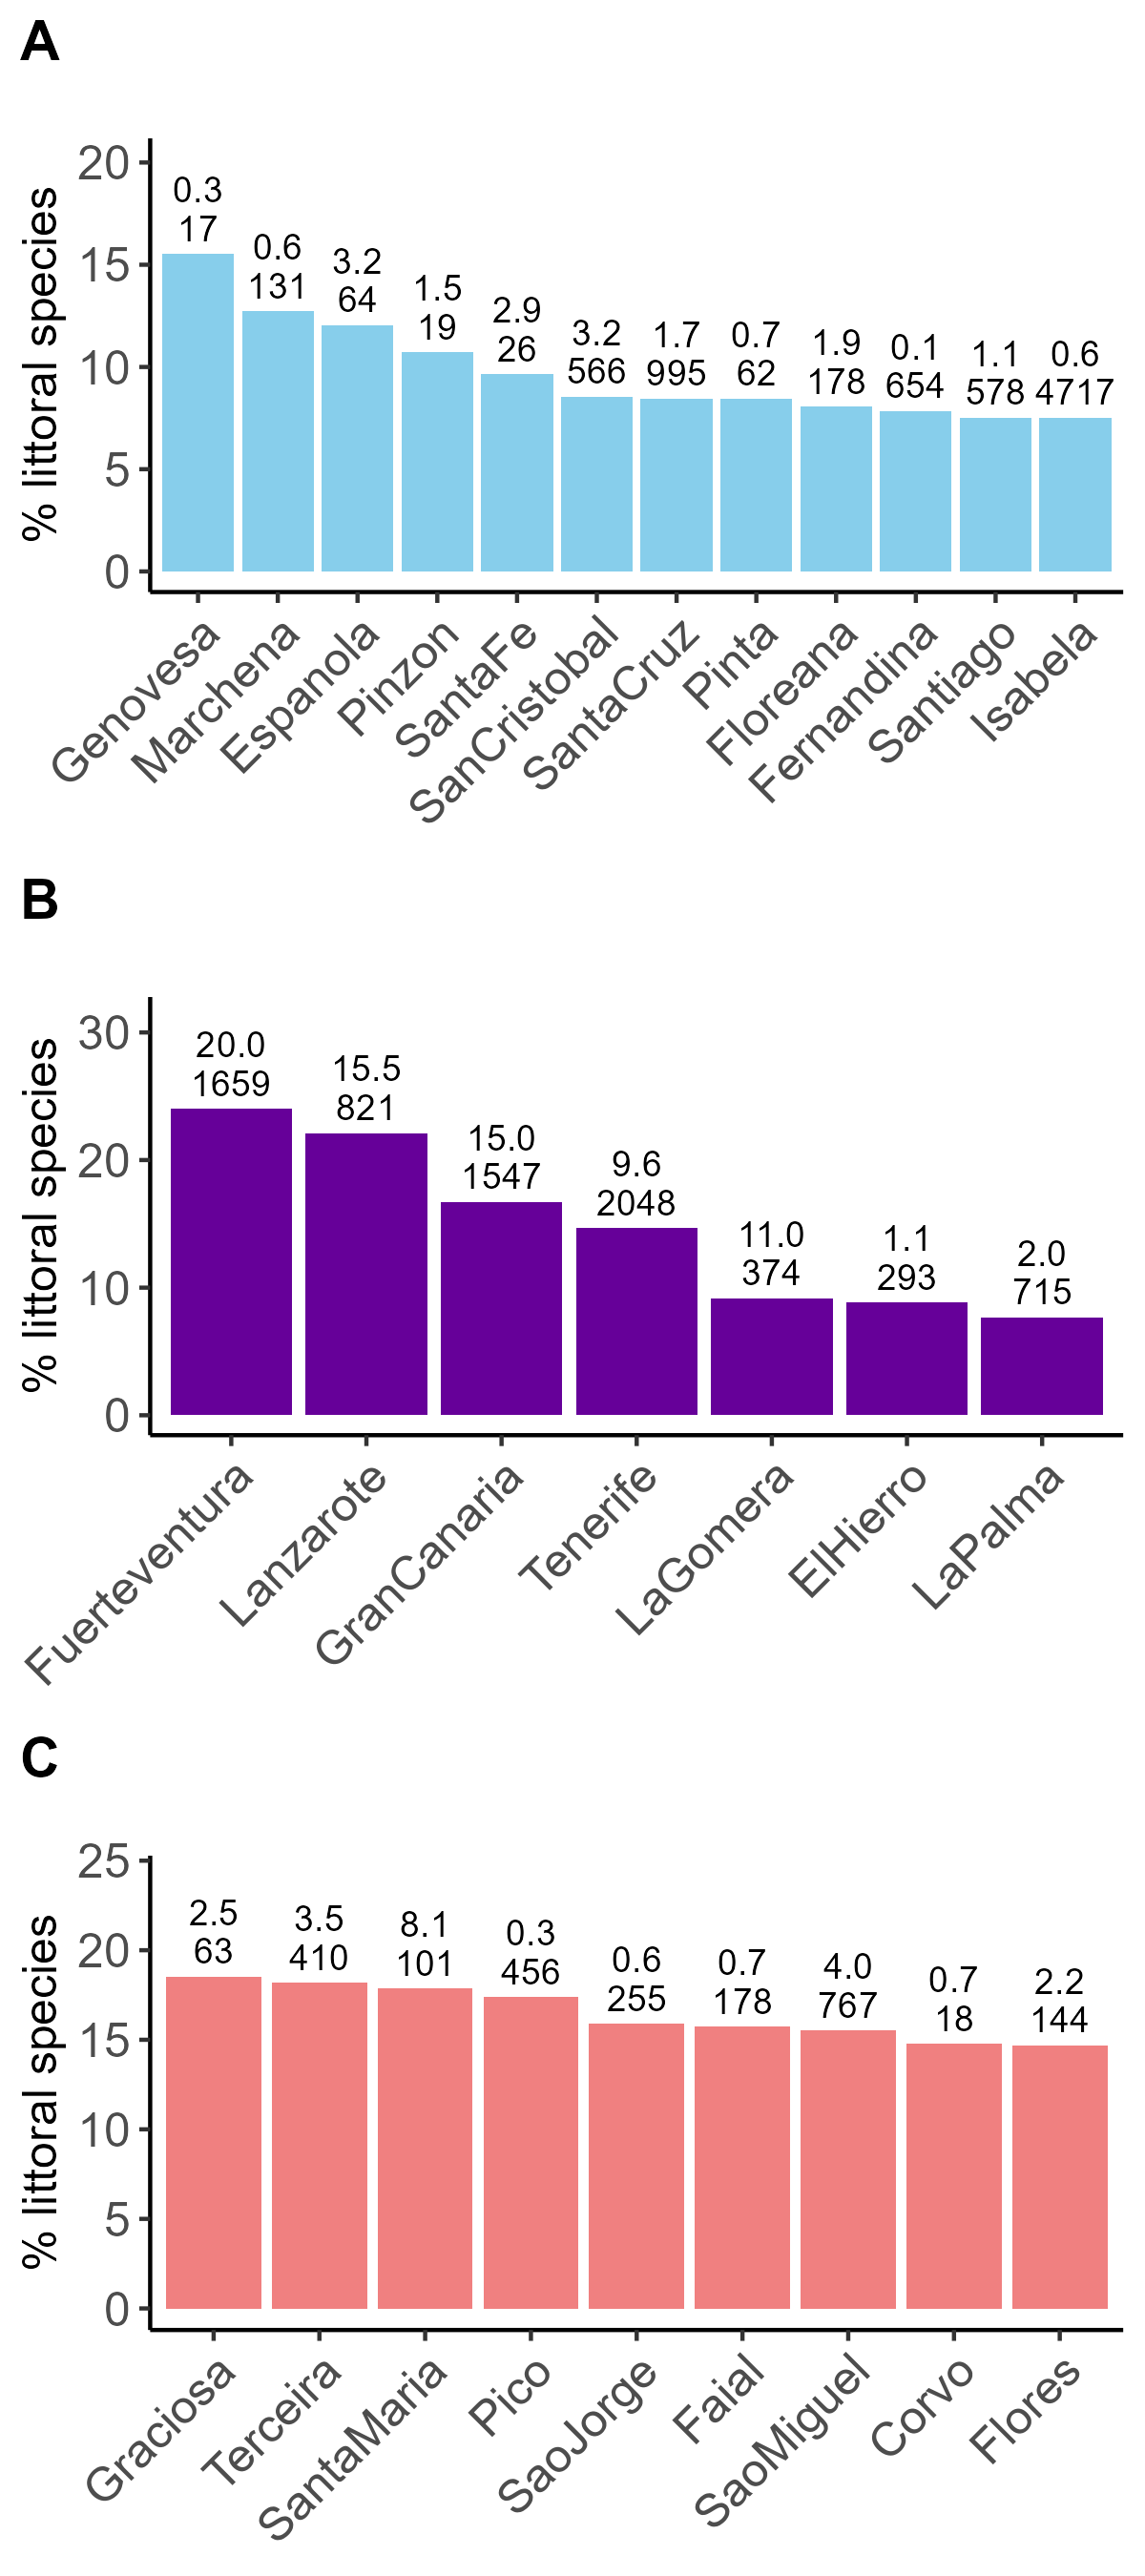 A
% littoral species
20
15
10
5
0
0.3
17
0.6
131
3.2
64
1.5
19
2.9
26
3.2
566
1.7
995
0.7
62
1.9
178
0.1
654
1.1
578
0.6
4717
Genovesa
Marchena
Espanola
Pinzon
SantaFe
SanCristobal
SantaCruz
Pinta
Floreana
Fernandina
Santiago
Isabela
B
% littoral species
30
20
10
0
20.0
1659
15.5
821
15.0
1547
9.6
2048
11.0
374
1.1
293
2.0
715
Fuerteventura
Lanzarote
GranCanaria
Tenerife
LaGomera
ElHierro
LaPalma
C
% littoral species
25
20
15
10
5
0
2.5
63
3.5
410
8.1
101
0.3
456
0.6
255
0.7
178
4.0
767
0.7
18
2.2
144
Graciosa
Terceira
SantaMaria
Pico
SaoJorge
Faial
SaoMiguel
Corvo
Flores